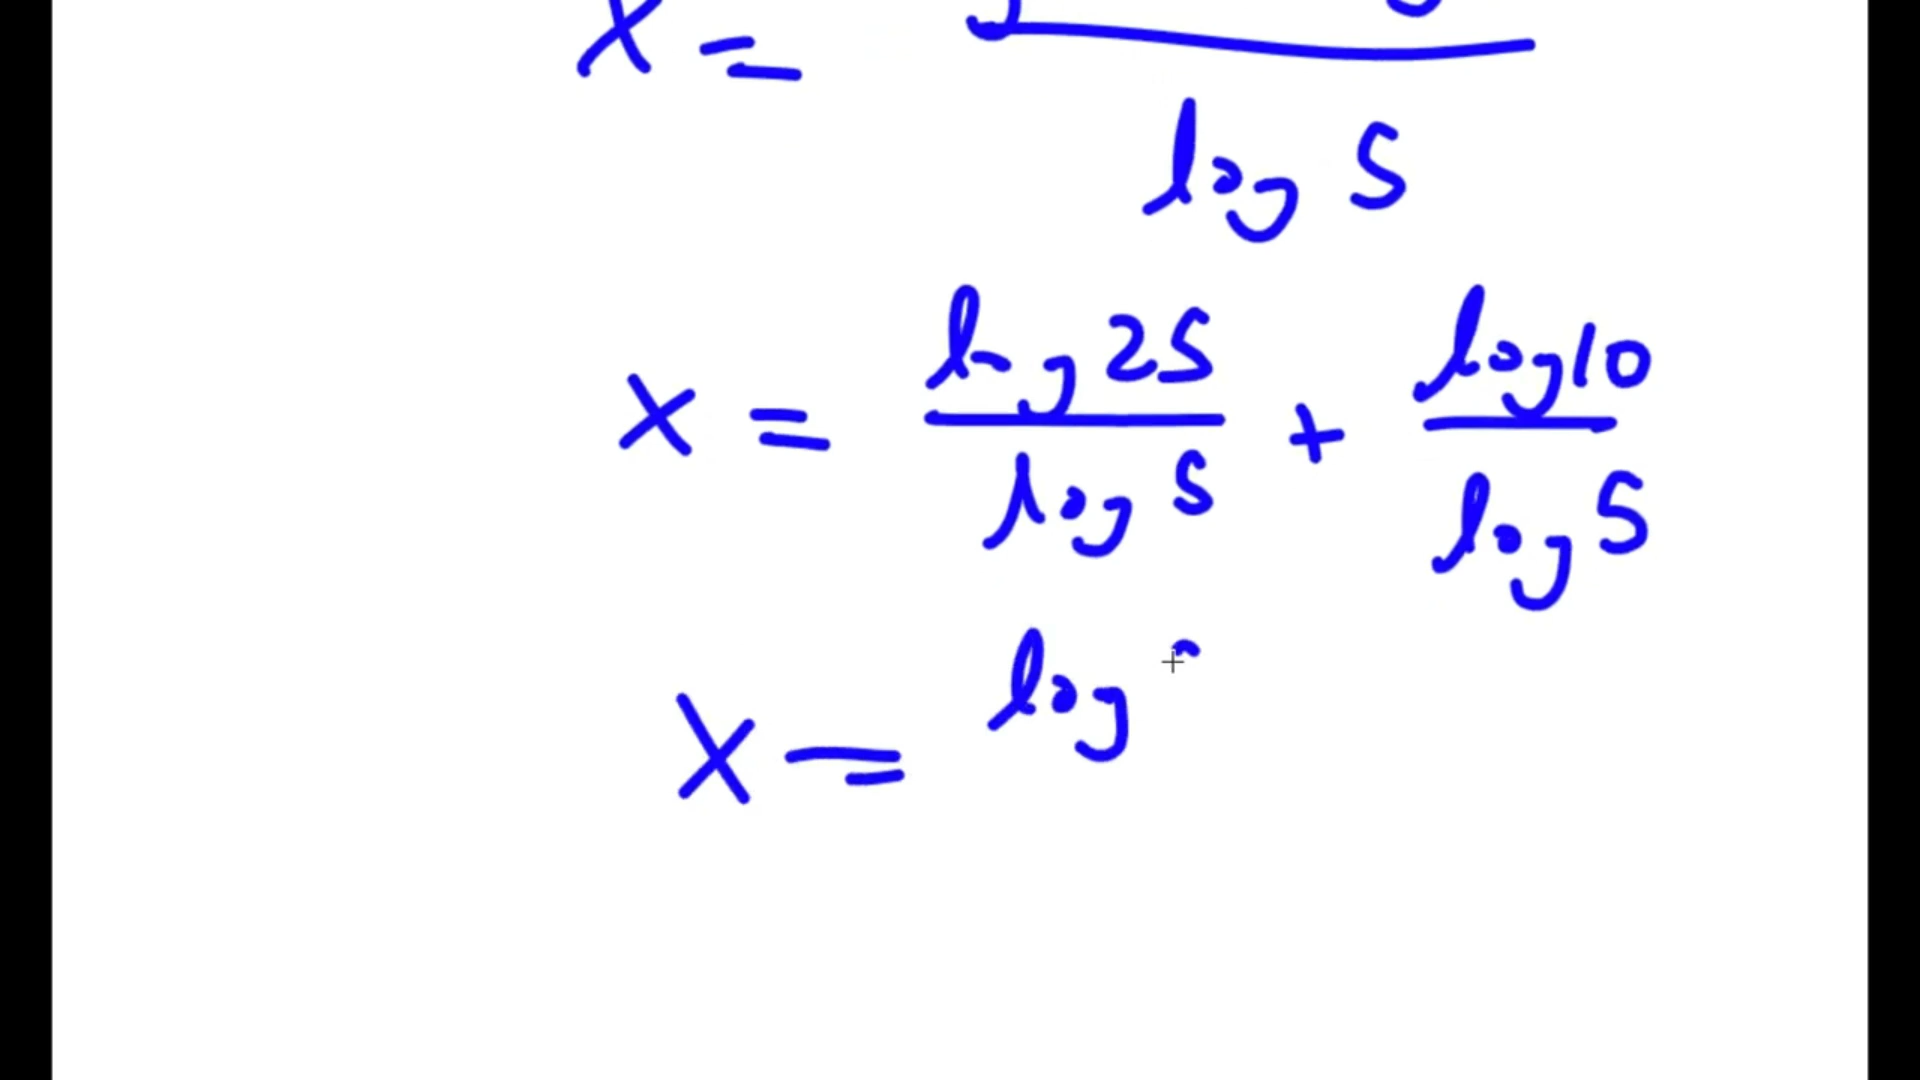 x =
log 5
x = log 25 / log 5 + log 10 / log 5
x = log